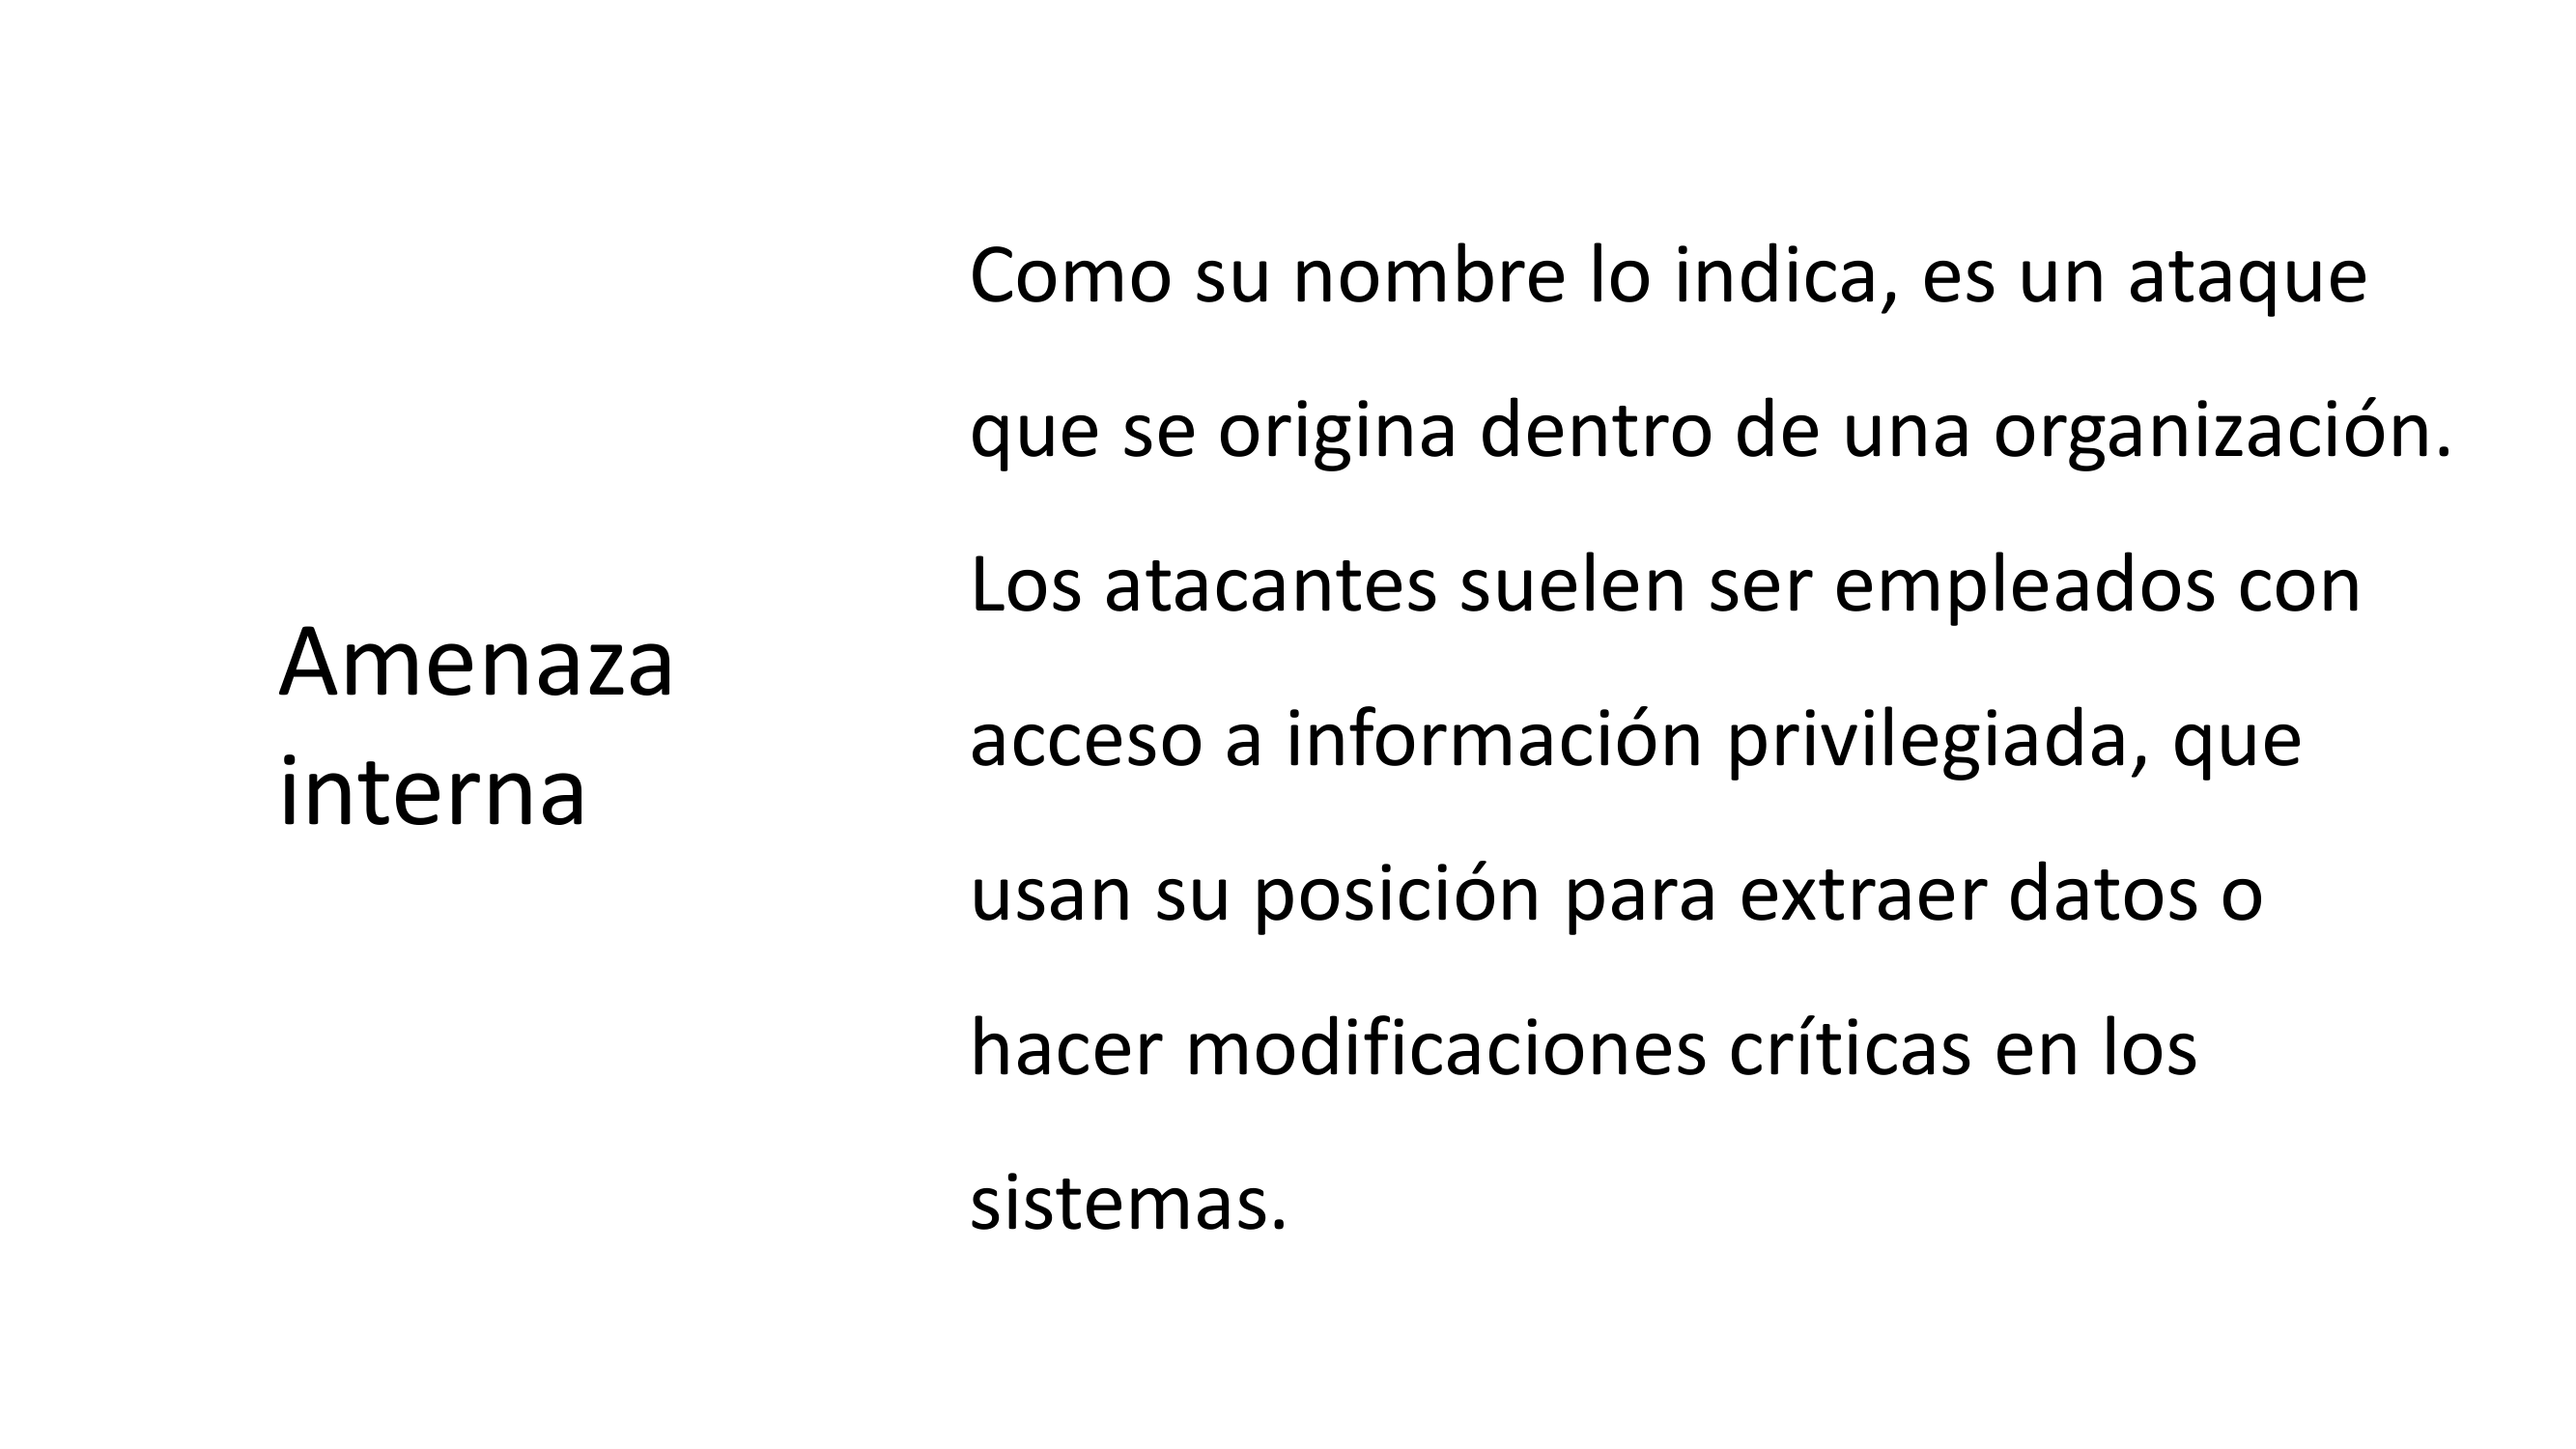 Amenaza
interna
Como su nombre lo indica, es un ataque
que se origina dentro de una organización.
Los atacantes suelen ser empleados con
acceso a información privilegiada, que
usan su posición para extraer datos o
hacer modificaciones críticas en los
sistemas.